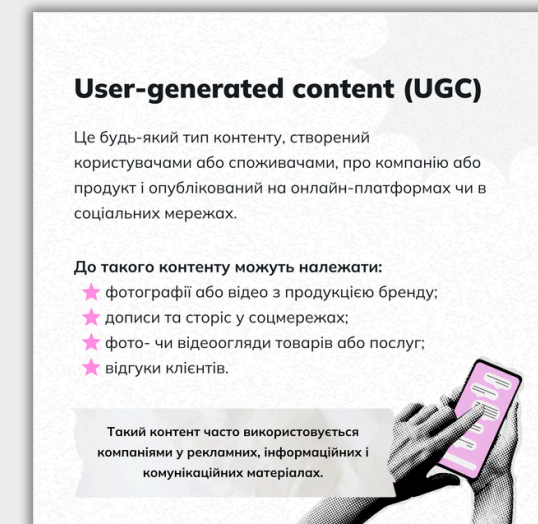 User-generated content (UGC)
Це будь-який тип контенту, створений
користувачами або споживачами, про компанію або
продукт і опублікований на онлайн-платформах чи в
соціальних мережах.
До такого контенту можуть належати:
фотографії або відео з продукцією бренду;
дописи та сторіс у соцмережах;
фото- чи відеоогляди товарів або послуг;
відгуки клієнтів.
Такий контент часто використовується
компаніями у рекламних, інформаційних і
комунікаційних матеріалах.